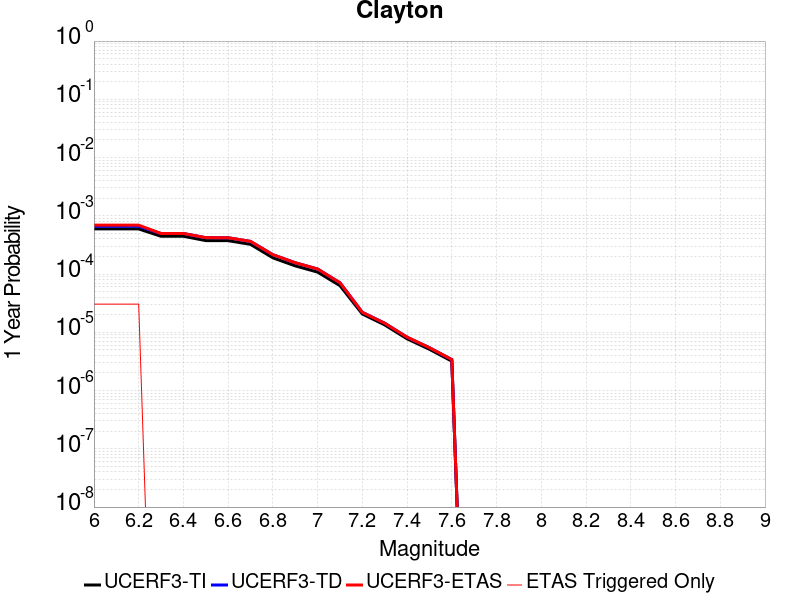 Clayton
10^0
10^-1
10^-2
10^-3
10^-4
10^-5
10^-6
10^-7
10^-8
1 Year Probability
6 6.2 6.4 6.6 6.8 7 7.2 7.4 7.6 7.8 8 8.2 8.4 8.6 8.8 9
Magnitude
UCERF3-TI UCERF3-TD UCERF3-ETAS ETAS Triggered Only